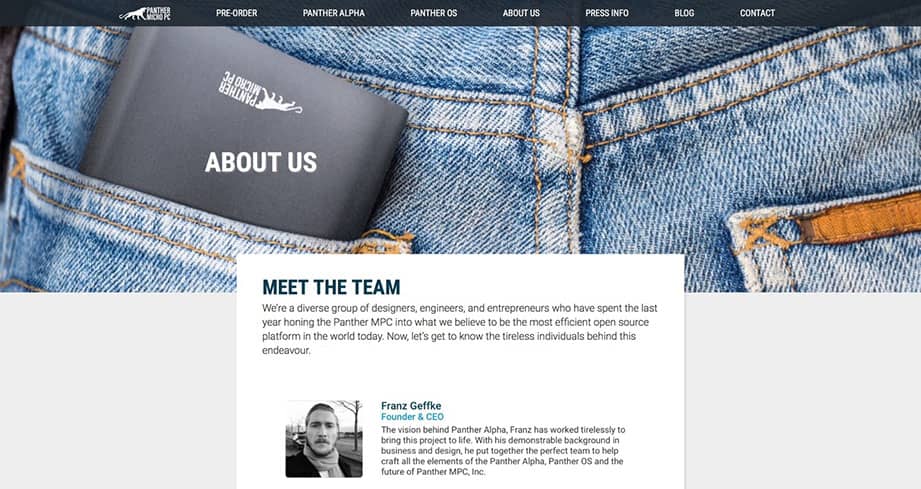 PANTHER
MICRO PC
PRE-ORDER
PANTHER ALPHA
PANTHER OS
ABOUT US
PRESS INFO
BLOG
CONTACT
PANTHER
MICRO PC
ABOUT US
MEET THE TEAM
We're a diverse group of designers, engineers, and entrepreneurs who have spent the last
year honing the Panther MPC into what we believe to be the most efficient open source
platform in the world today. Now, let's get to know the tireless individuals behind this
endeavour.
Franz Geffke
Founder & CEO
The vision behind Panther Alpha, Franz has worked tirelessly to
bring this project to life. With his demonstrable background in
business and design, he put together the perfect team to help
craft all the elements of the Panther Alpha, Panther OS and the
future of Panther MPC, Inc.